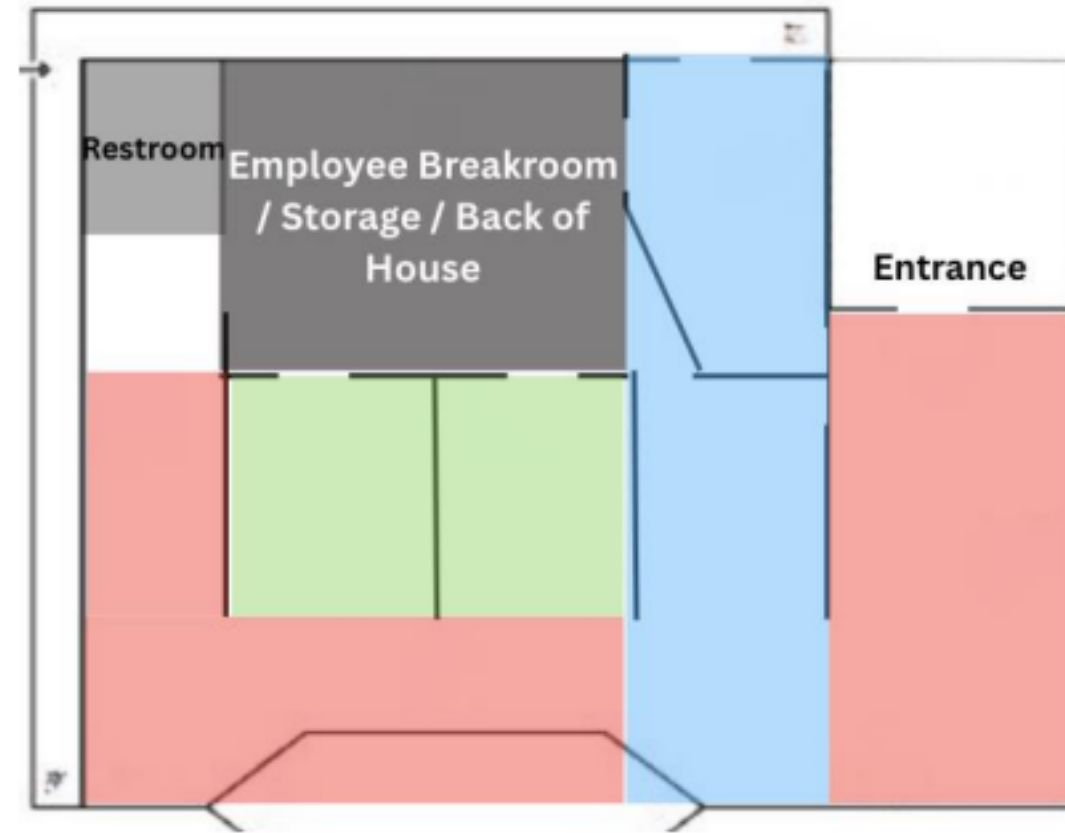 Restroom
Employee Breakroom
/ Storage / Back of
House
Entrance